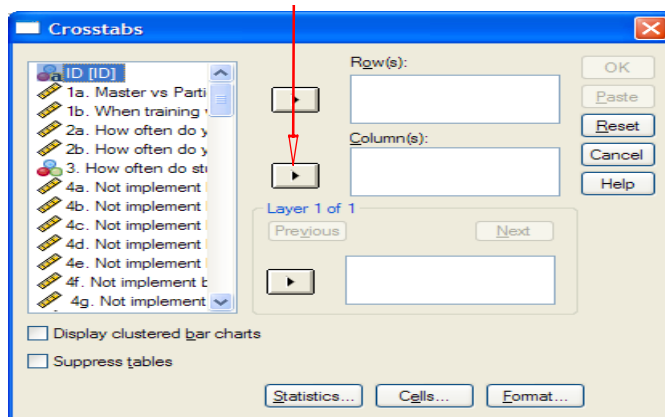 Crosstabs
ID [ID]
1a. Master vs Parti
1b. When training
2a. How often do y
2b. How often do y
3. How often do stu
4a. Not implement
4b. Not implement
4c. Not implement
4d. Not implement
4e. Not implement
4f. Not implement b
4g. Not implement
Row(s):
Column(s):
Layer 1 of 1
Previous
Next
OK
Paste
Reset
Cancel
Help
Display clustered bar charts
Suppress tables
Statistics...
Cells...
Format...